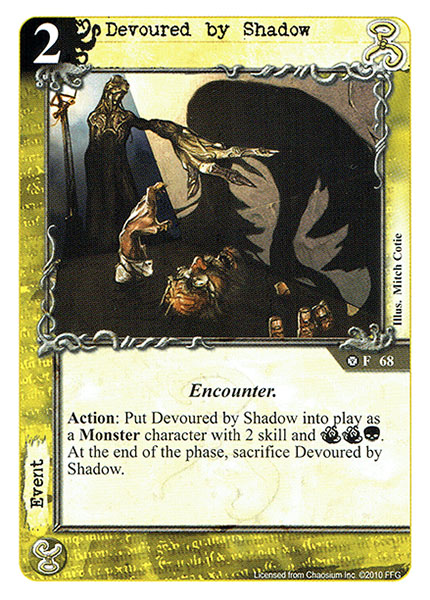 2
Devoured by Shadow
Illus. Mitch Cotie
F 68
Encounter.
Action: Put Devoured by Shadow into play as
a Monster character with 2 skill and .
At the end of the phase, sacrifice Devoured by
Shadow.
Event
Licensed from Chaosium Inc. ©2010 FFG